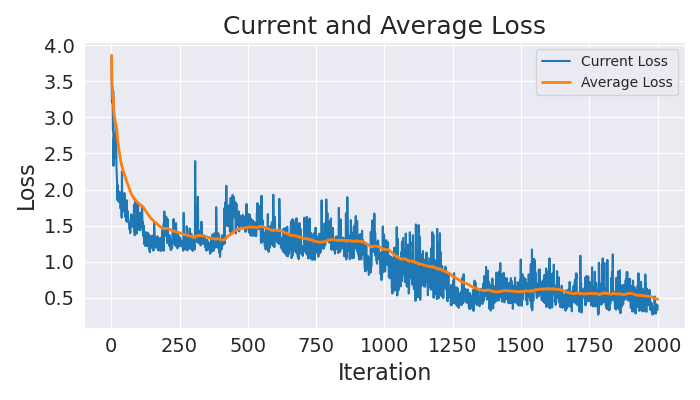 Current and Average Loss
Current Loss
Average Loss
4.0
3.5
3.0
2.5
2.0
1.5
1.0
0.5
Loss
0 250 500 750 1000 1250 1500 1750 2000
Iteration